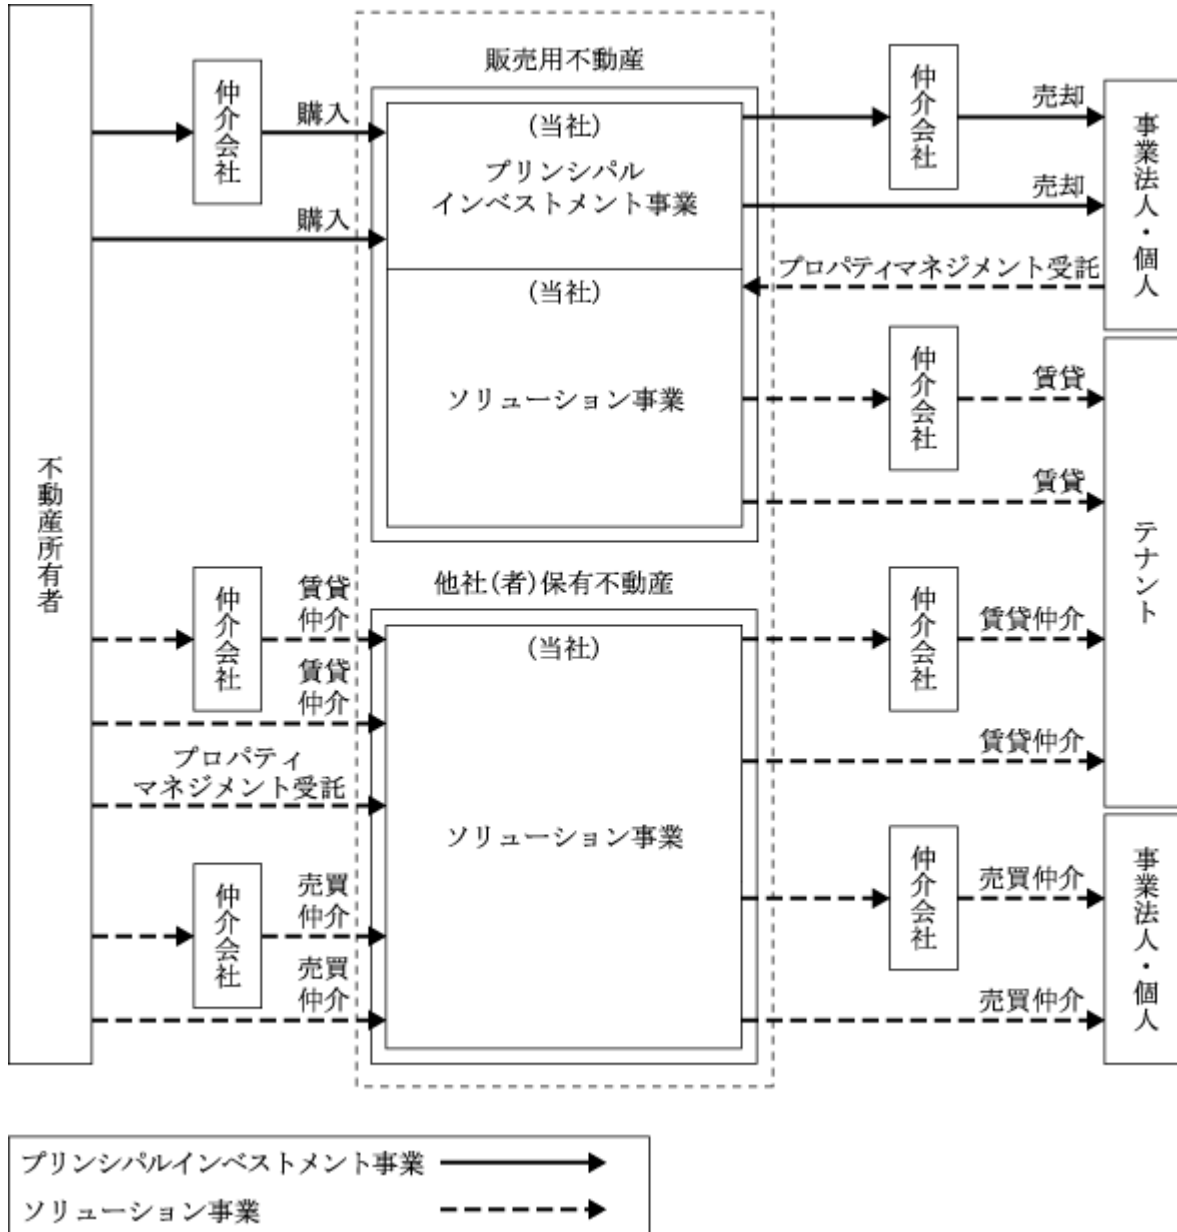 販売用不動産
不動産所有者
仲介会社
購入
購入
(当社)
プリンシパル
インベストメント事業
仲介会社
売却
売却
プロパティマネジメント受託
事業法人・個人
(当社)
ソリューション事業
仲介会社
賃貸
賃貸
テナント
他社(者)保有不動産
仲介会社
賃貸
仲介
賃貸
仲介
プロパティ
マネジメント受託
仲介会社
売買
仲介
売買
仲介
(当社)
ソリューション事業
仲介会社
賃貸仲介
賃貸仲介
仲介会社
売買仲介
売買仲介
事業法人・個人
プリンシパルインベストメント事業
ソリューション事業